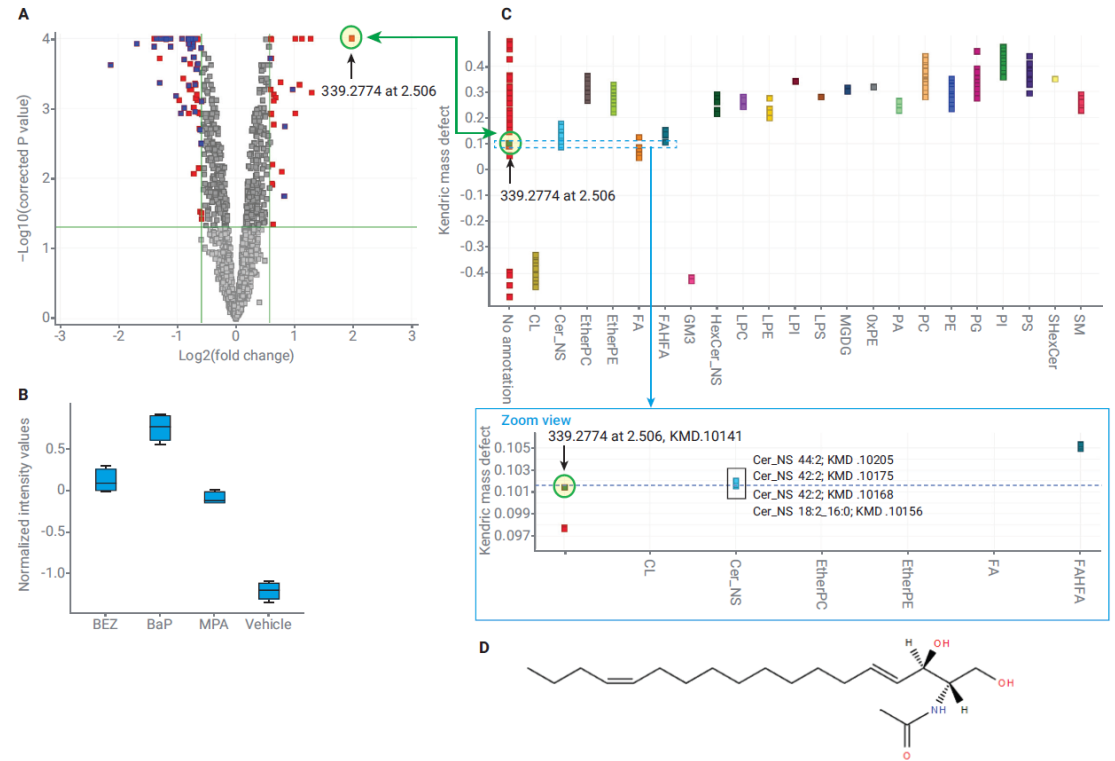 A
4
3
2
1
0
-3
-2
-1
0
1
2
3
−Log10(corrected P value)
Log2(fold change)
339.2774 at 2.506
B
0.5
0
-0.5
-1.0
Normalized intensity values
BEZ
BaP
MPA
Vehicle
C
Kendric mass defect
0.4
0.3
0.2
0.1
0
-0.1
-0.2
-0.3
-0.4
339.2774 at 2.506
No annotation
CL
Cer_NS
EtherPC
EtherPE
FA
FAHFA
GM3
HexCer_NS
LPC
LPE
LPI
LPS
MGDG
0xPE
PA
PC
PE
PG
PI
PS
SHexCer
SM
Zoom view
339.2774 at 2.506, KMD.10141
Kendric mass defect
0.105
0.103
0.101
0.099
0.097
Cer_NS 44:2; KMD .10205
Cer_NS 42:2; KMD .10175
Cer_NS 42:2; KMD .10168
Cer_NS 18:2_16:0; KMD .10156
CL
Cer_NS
EtherPC
EtherPE
FA
FAHFA
D
H
OH
OH
NH
H
O